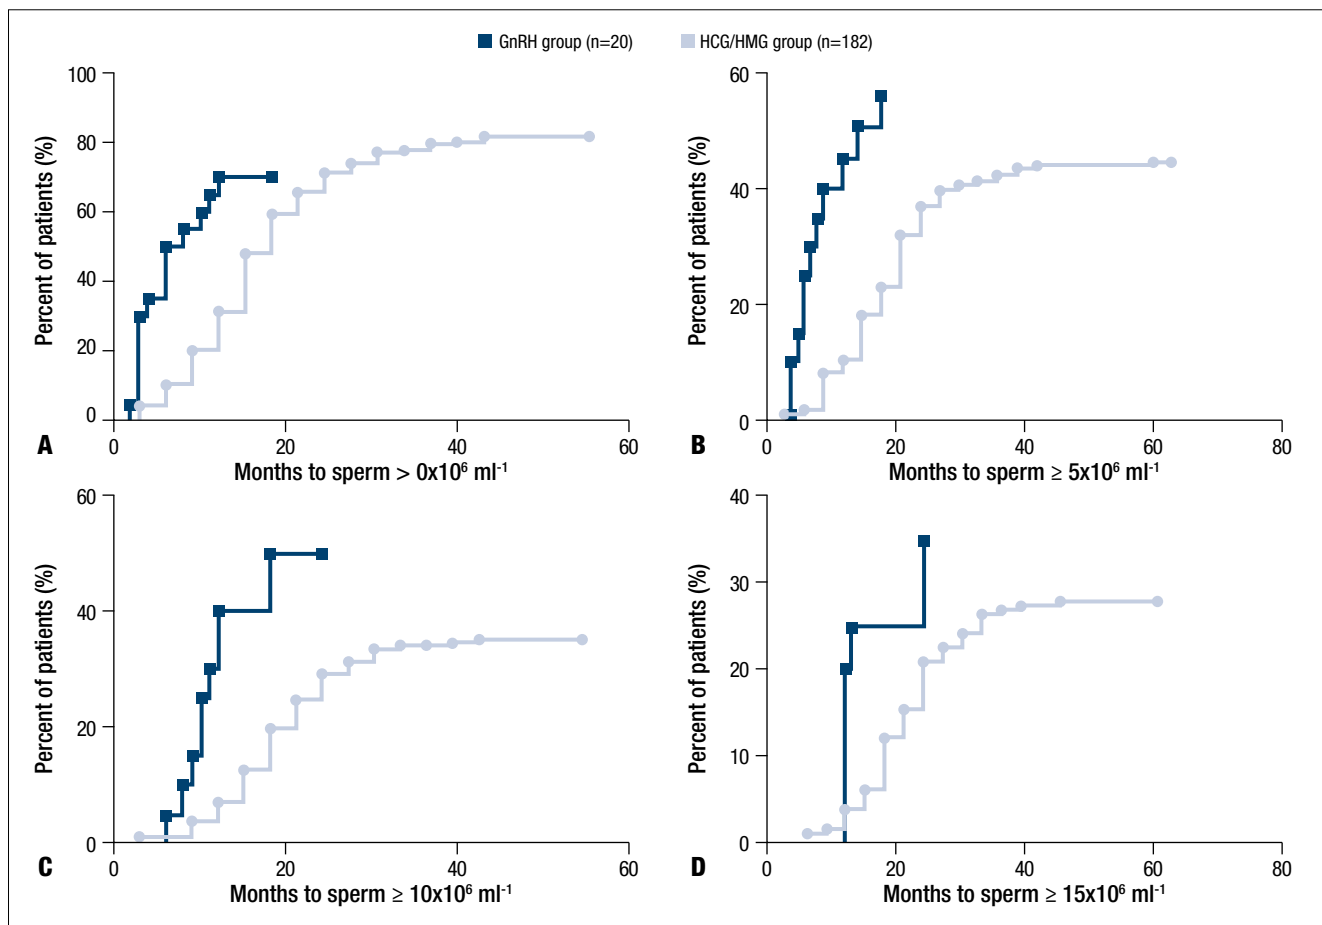 GnRH group (n=20) HCG/HMG group (n=182)
Percent of patients (%)
100
80
60
40
20
0
0 20 40 60
A
Months to sperm > 0x10⁶ ml⁻¹
Percent of patients (%)
60
40
20
0
0 20 40 60 80
B
Months to sperm ≥ 5x10⁶ ml⁻¹
Percent of patients (%)
60
40
20
0
0 20 40 60
C
Months to sperm ≥ 10x10⁶ ml⁻¹
Percent of patients (%)
40
30
20
10
0
0 20 40 60 80
D
Months to sperm ≥ 15x10⁶ ml⁻¹